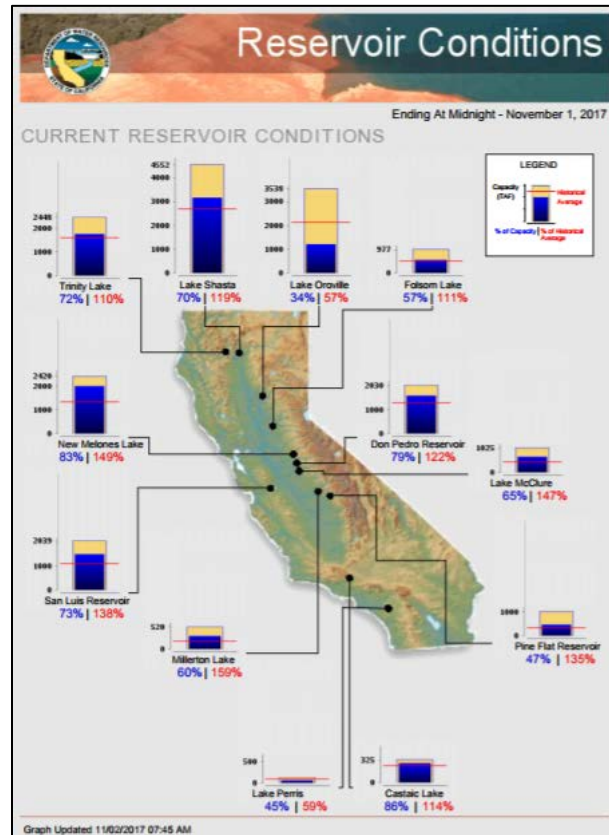 Reservoir Conditions
Ending At Midnight - November 1, 2017
CURRENT RESERVOIR CONDITIONS
LEGEND
Capacity
(TAF)
Historical
Average
% of Capacity | % of Historical
Average
2448
2000
1000
0
Trinity Lake
72% | 110%
4552
4000
3000
2000
1000
0
Lake Shasta
70% | 119%
3538
3000
2000
1000
0
Lake Oroville
34% | 57%
977
0
Folsom Lake
57% | 111%
2420
2000
1000
0
New Melones Lake
83% | 149%
2030
1000
0
Don Pedro Reservoir
79% | 122%
1025
0
Lake McClure
65% | 147%
2039
1000
0
San Luis Reservoir
73% | 138%
520
0
Millerton Lake
60% | 159%
1000
0
Pine Flat Reservoir
47% | 135%
500
0
Lake Perris
45% | 59%
325
0
Castaic Lake
86% | 114%
Graph Updated 11/02/2017 07:45 AM